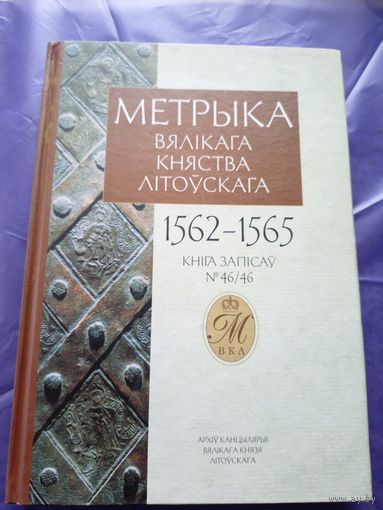 МЕТРЫКА
ВЯЛІКАГА
КНЯСТВА
ЛІТОЎСКАГА
1562–1565
КНІГА ЗАПІСАЎ
№ 46/46
М
ВКЛ
АРХІЎ КАНЦЫЛЯРЫІ
ВЯЛІКАГА КНЯЗЯ
ЛІТОЎСКАГА